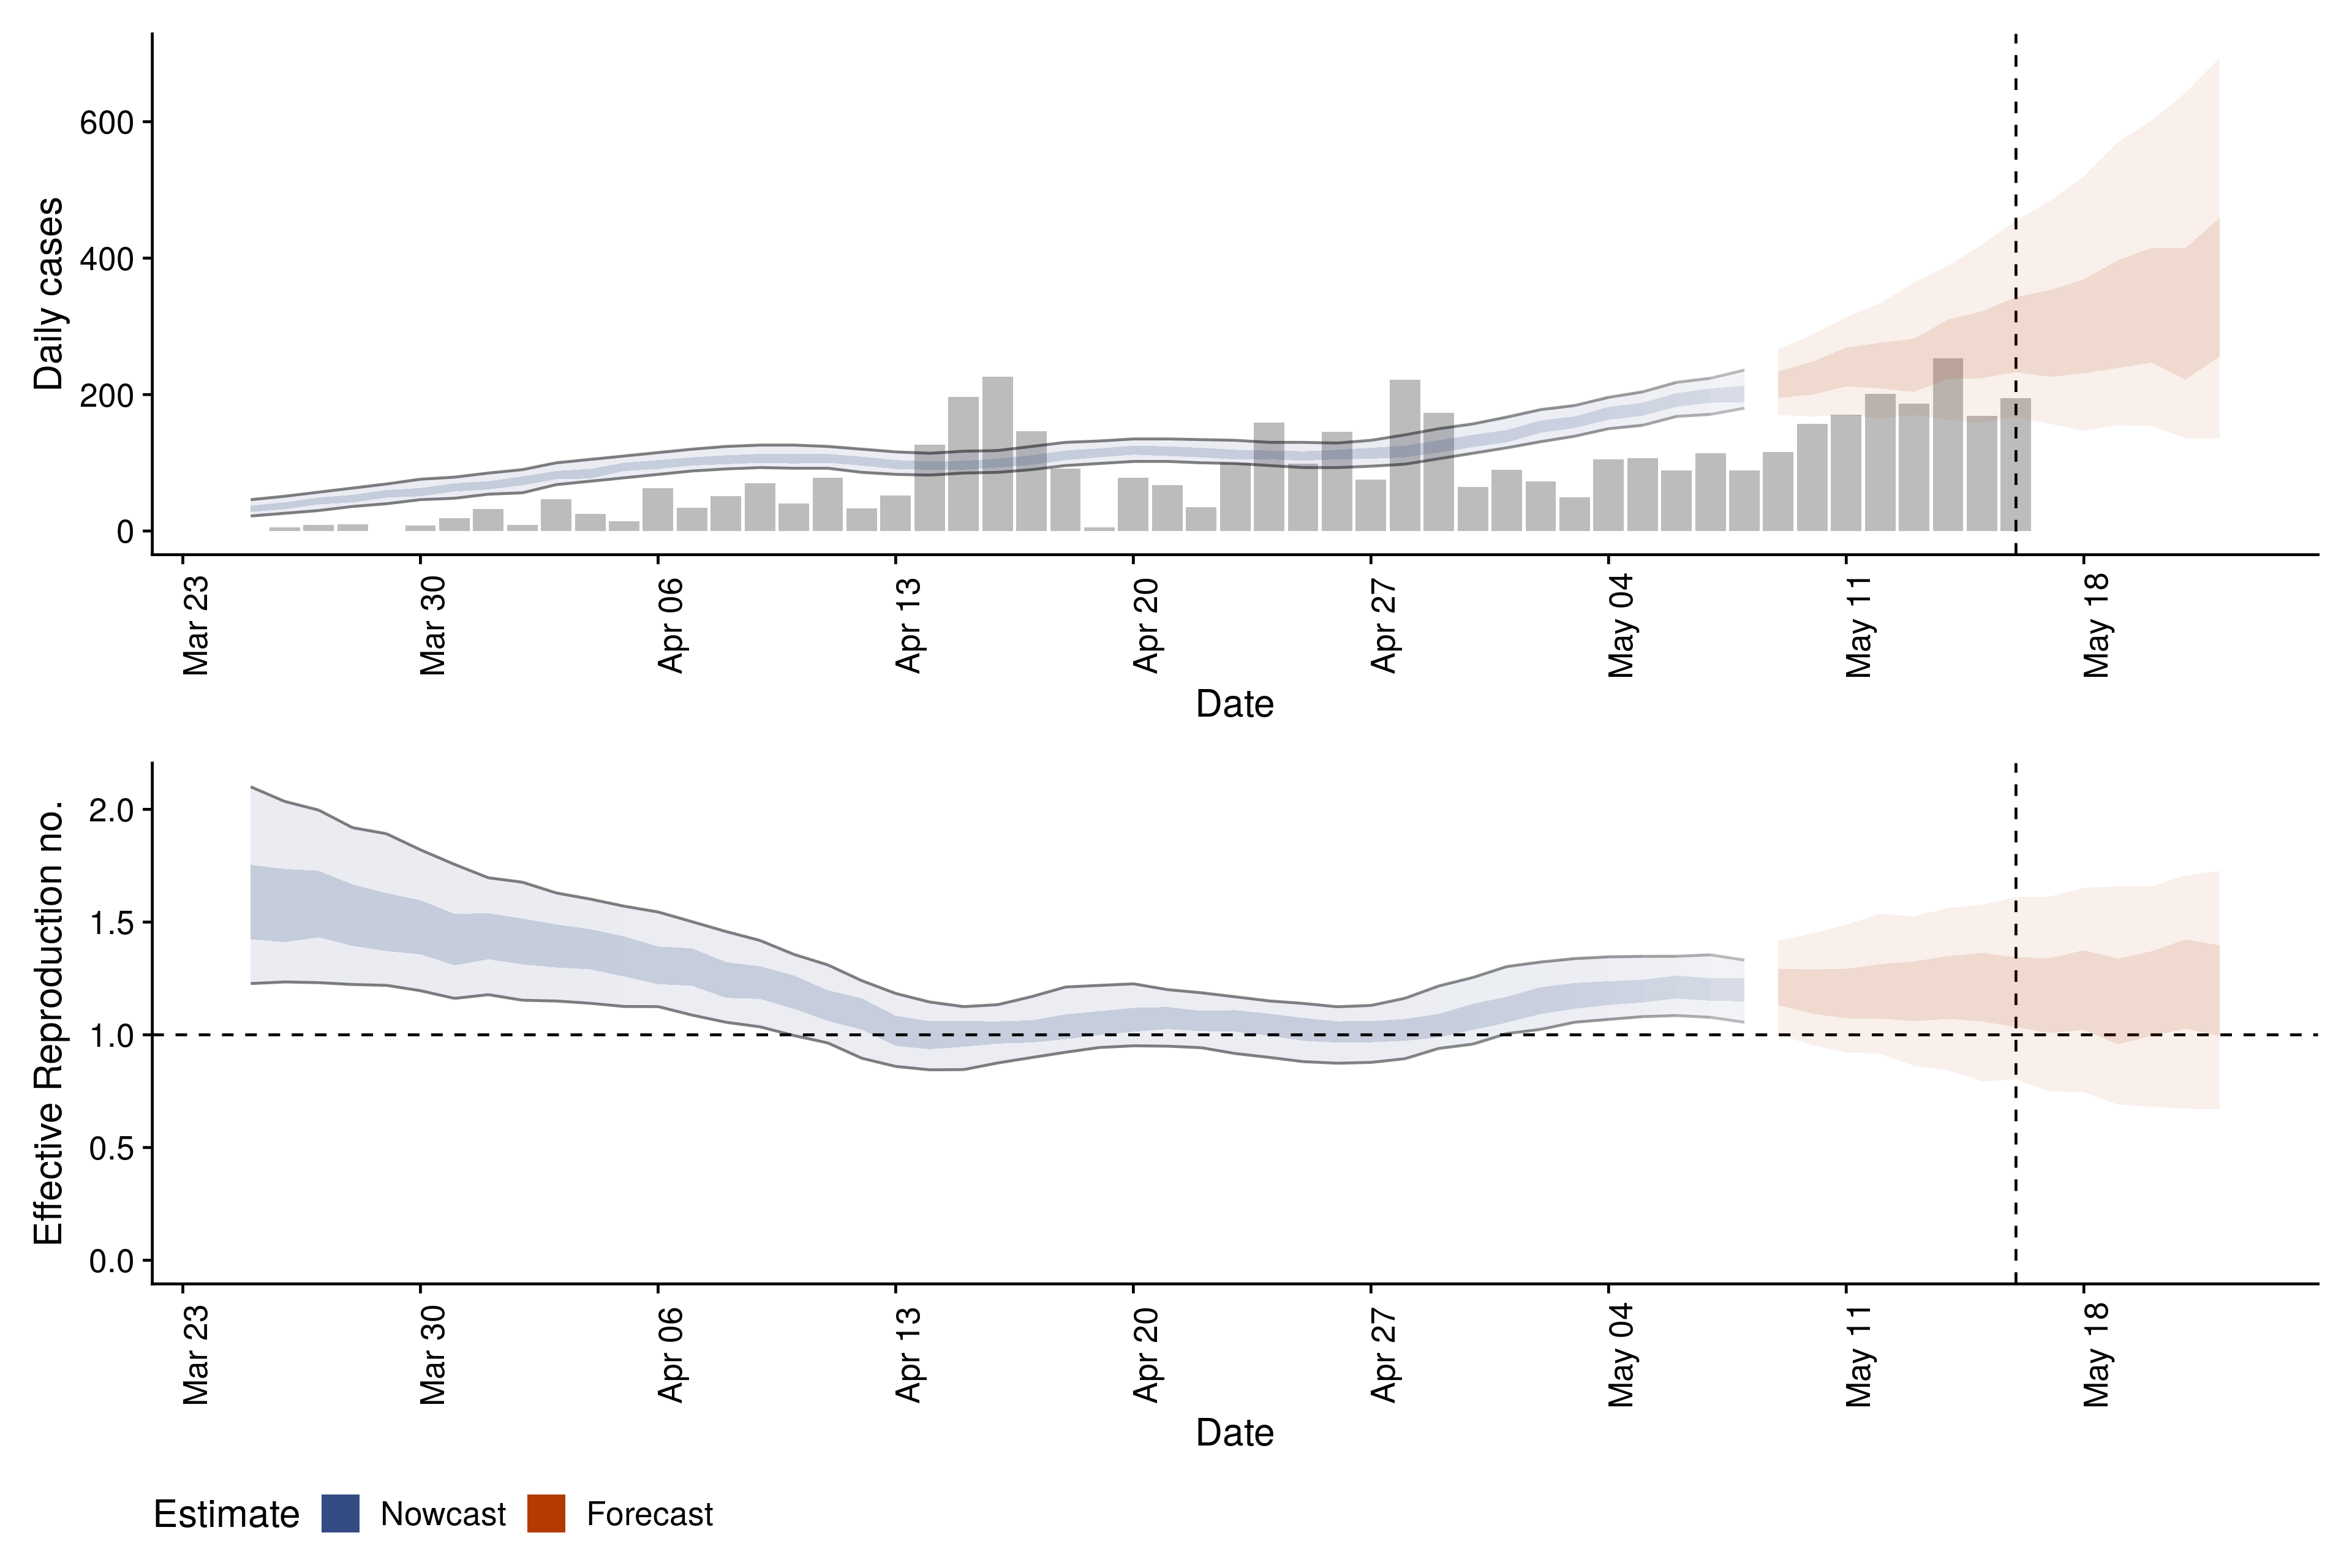 Daily cases
600
400
200
0
Mar 23
Mar 30
Apr 06
Apr 13
Apr 20
Apr 27
May 04
May 11
May 18
Date
Effective Reproduction no.
2.0
1.5
1.0
0.5
0.0
Mar 23
Mar 30
Apr 06
Apr 13
Apr 20
Apr 27
May 04
May 11
May 18
Date
Estimate Nowcast Forecast